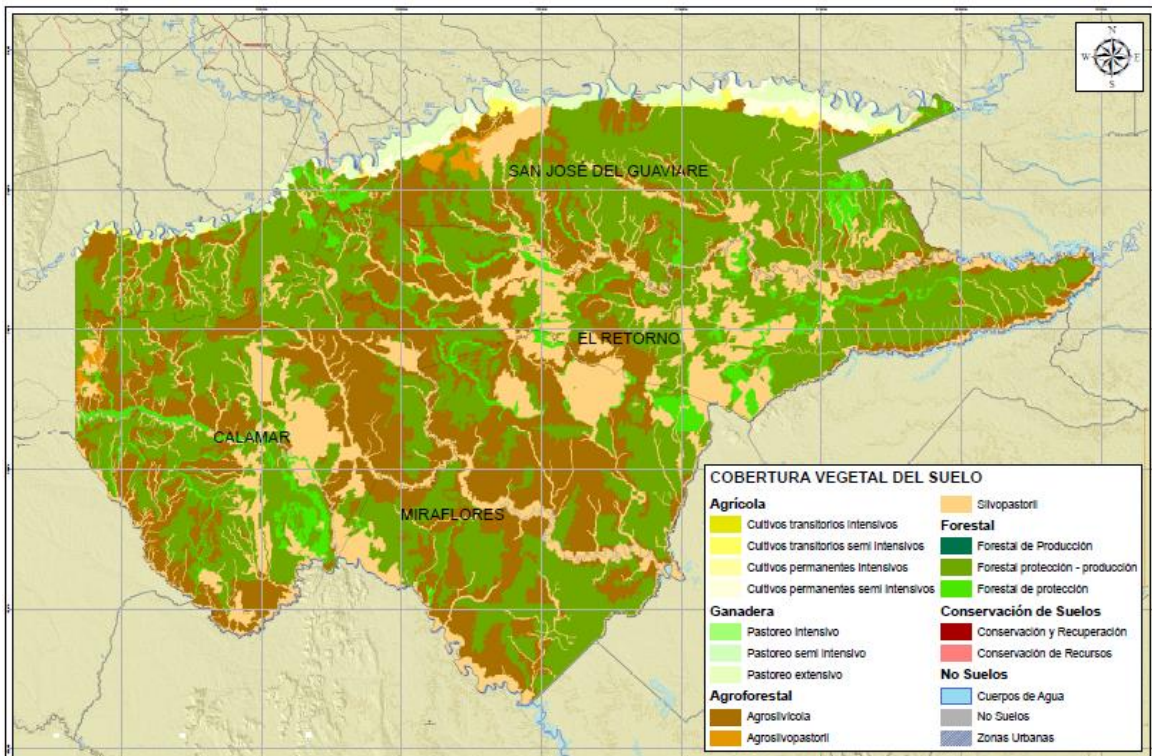 N
W E
S
SAN JOSÉ DEL GUAVIARE
EL RETORNO
CALAMAR
MIRAFLORES
COBERTURA VEGETAL DEL SUELO
Agrícola
Cultivos transitorios Intensivos
Cultivos transitorios semi Intensivos
Cultivos permanentes Intensivos
Cultivos permanentes semi Intensivos
Ganadera
Pastoreo Intensivo
Pastoreo semi Intensivo
Pastoreo extensivo
Agroforestal
Agrosilvícola
Agrosilvopastoril
Silvopastoril
Forestal
Forestal de Producción
Forestal protección - producción
Forestal de protección
Conservación de Suelos
Conservación y Recuperación
Conservación de Recursos
No Suelos
Cuerpos de Agua
No Suelos
Zonas Urbanas